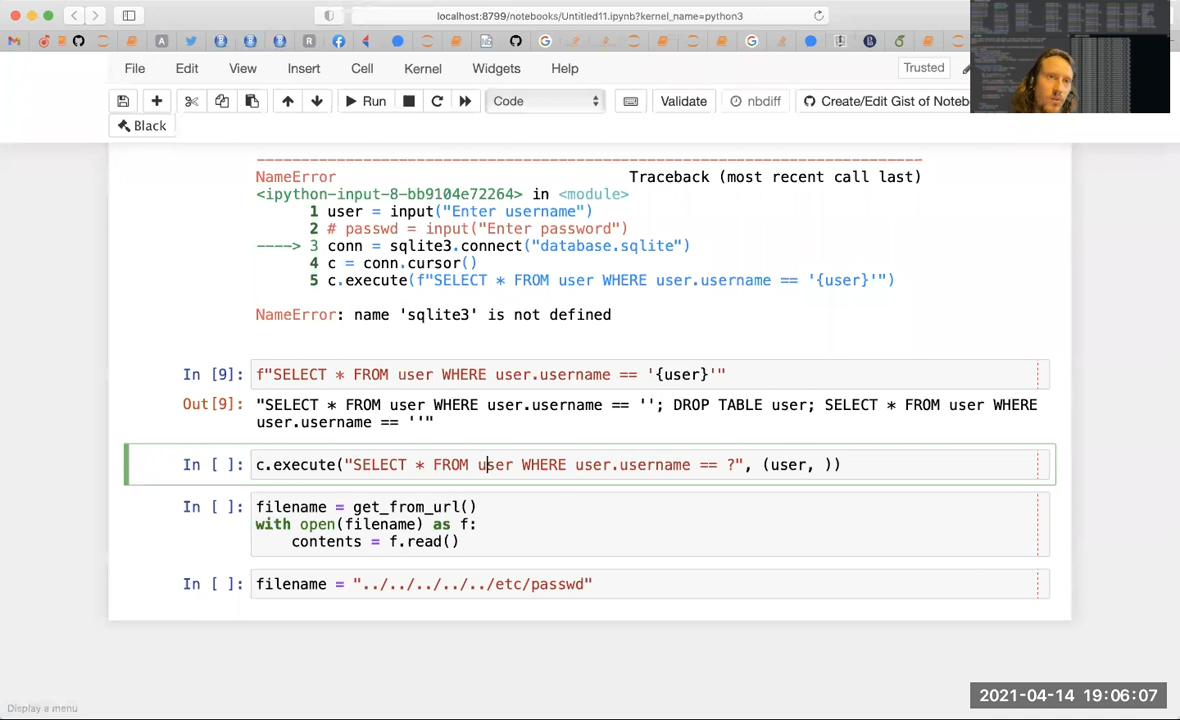 localhost:8799/notebooks/Untitled11.ipynb?kernel_name=python3
File Edit View Insert Cell Kernel Widgets Help Trusted
Run Code Validate nbdiff Create/Edit Gist of Noteb
Black
NameError Traceback (most recent call last)
<ipython-input-8-bb9104e72264> in <module>
1 user = input("Enter username")
2 # passwd = input("Enter password")
----> 3 conn = sqlite3.connect("database.sqlite")
4 c = conn.cursor()
5 c.execute(f"SELECT * FROM user WHERE user.username == '{user}'")
NameError: name 'sqlite3' is not defined
In [9]: f"SELECT * FROM user WHERE user.username == '{user}'"
Out[9]: "SELECT * FROM user WHERE user.username == ''; DROP TABLE user; SELECT * FROM user WHERE
user.username == ''"
In [ ]: c.execute("SELECT * FROM user WHERE user.username == ?", (user, ))
In [ ]: filename = get_from_url()
with open(filename) as f:
contents = f.read()
In [ ]: filename = "../../../../../etc/passwd"
2021-04-14 19:06:07
Display a menu